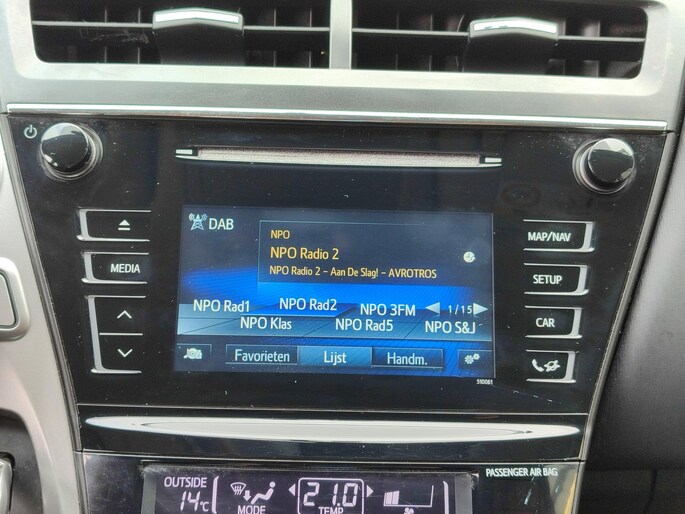 DAB
NPO
NPO Radio 2
NPO Radio 2 - Aan De Slag! - AVROTROS
NPO Rad1 NPO Rad2 NPO 3FM 1/15
NPO Klas NPO Rad5 NPO S&J
Favorieten Lijst Handm.
510061
MEDIA
MAP/NAV
SETUP
CAR
PASSENGER AIR BAG
OUTSIDE
14°C
MODE
21.0
TEMP